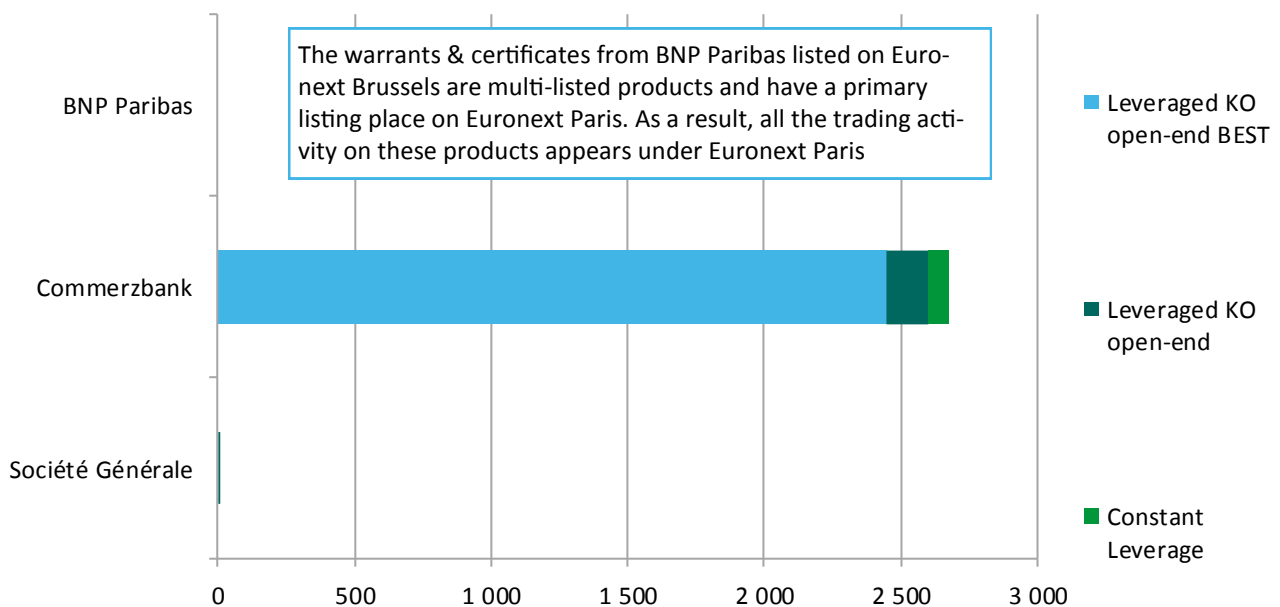 The warrants & certificates from BNP Paribas listed on Euro-
next Brussels are multi-listed products and have a primary
listing place on Euronext Paris. As a result, all the trading acti-
vity on these products appears under Euronext Paris
BNP Paribas
Commerzbank
Société Générale
0 500 1 000 1 500 2 000 2 500 3 000
Leveraged KO
open-end BEST
Leveraged KO
open-end
Constant
Leverage